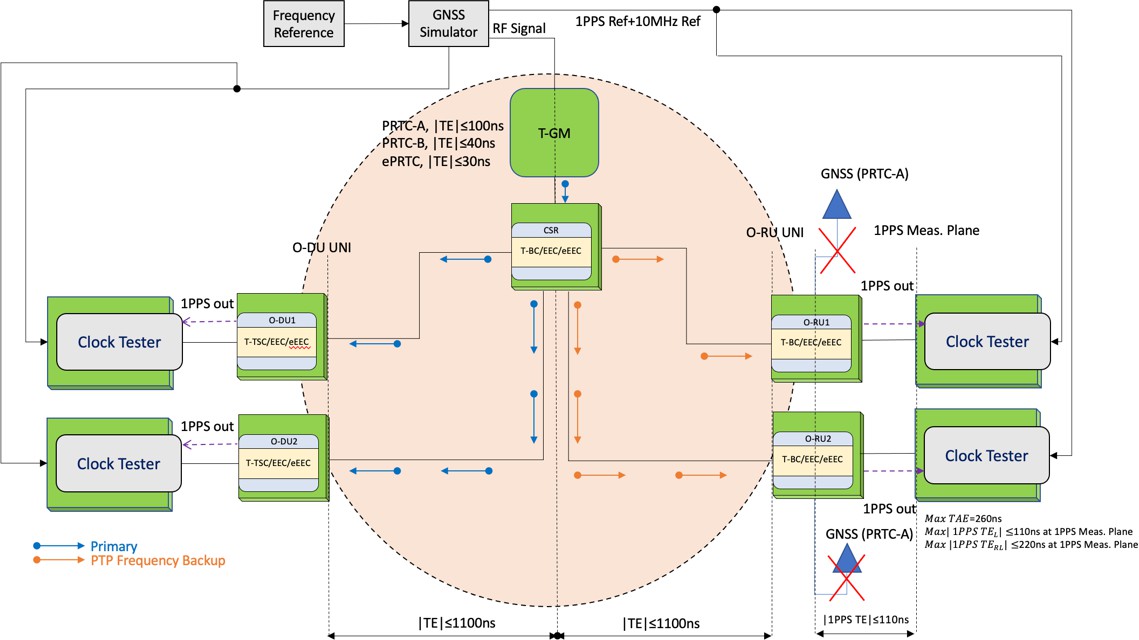 Frequency
Reference
GNSS
Simulator
RF Signal
1PPS Ref+10MHz Ref
PRTC-A, |TE|≤100ns
PRTC-B, |TE|≤40ns
ePRTC, |TE|≤30ns
T-GM
GNSS (PRTC-A)
CSR
T-BC/EEC/eEEC
O-DU UNI
O-RU UNI
1PPS Meas. Plane
1PPS out
1PPS out
Clock Tester
O-DU1
T-TSC/EEC/eEEC
O-RU1
T-BC/EEC/eEEC
Clock Tester
1PPS out
Clock Tester
O-DU2
T-TSC/EEC/eEEC
O-RU2
T-BC/EEC/eEEC
Clock Tester
1PPS out
Max TAE=260ns
Max| 1PPS TE_L| ≤110ns at 1PPS Meas. Plane
Max |1PPS TE_RL| ≤220ns at 1PPS Meas. Plane
GNSS (PRTC-A)
Primary
PTP Frequency Backup
|TE|≤1100ns
|TE|≤1100ns
|1PPS TE|≤110ns